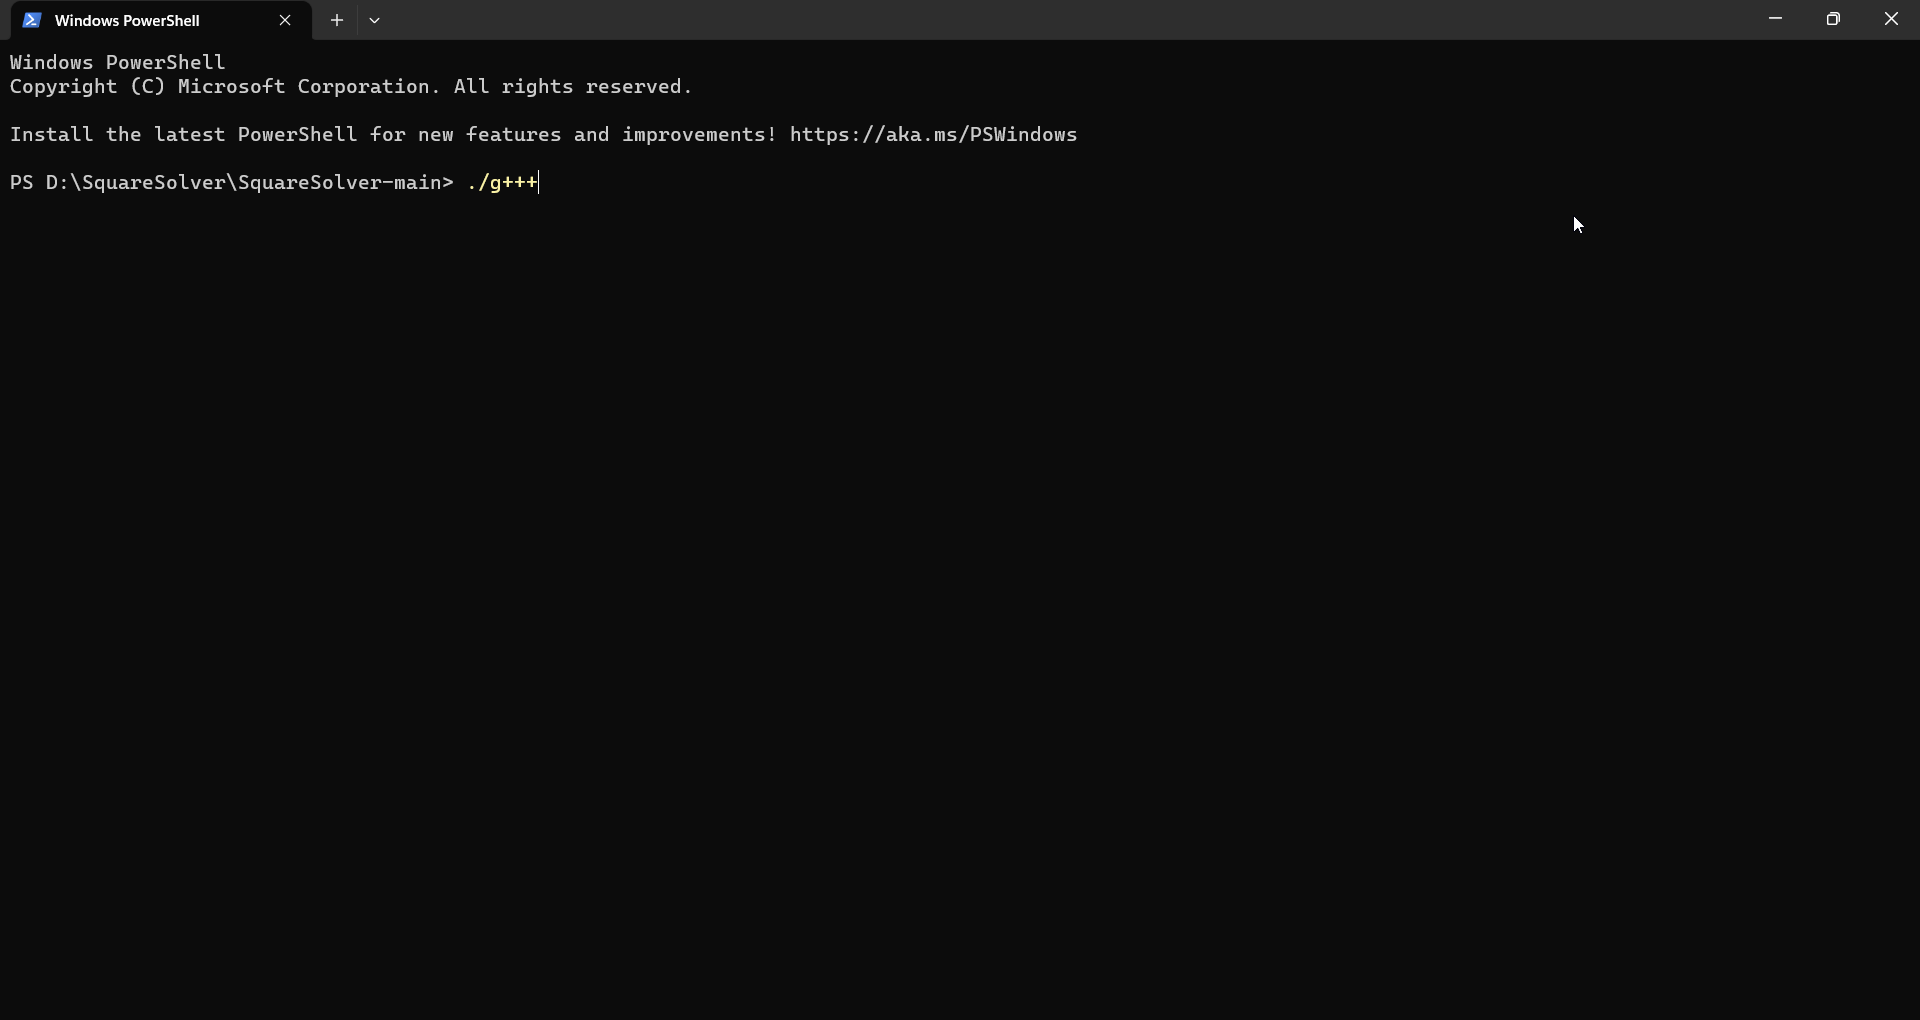 Windows PowerShell
Windows PowerShell
Copyright (C) Microsoft Corporation. All rights reserved.
Install the latest PowerShell for new features and improvements! https://aka.ms/PSWindows
PS D:\SquareSolver\SquareSolver-main> ./g+++